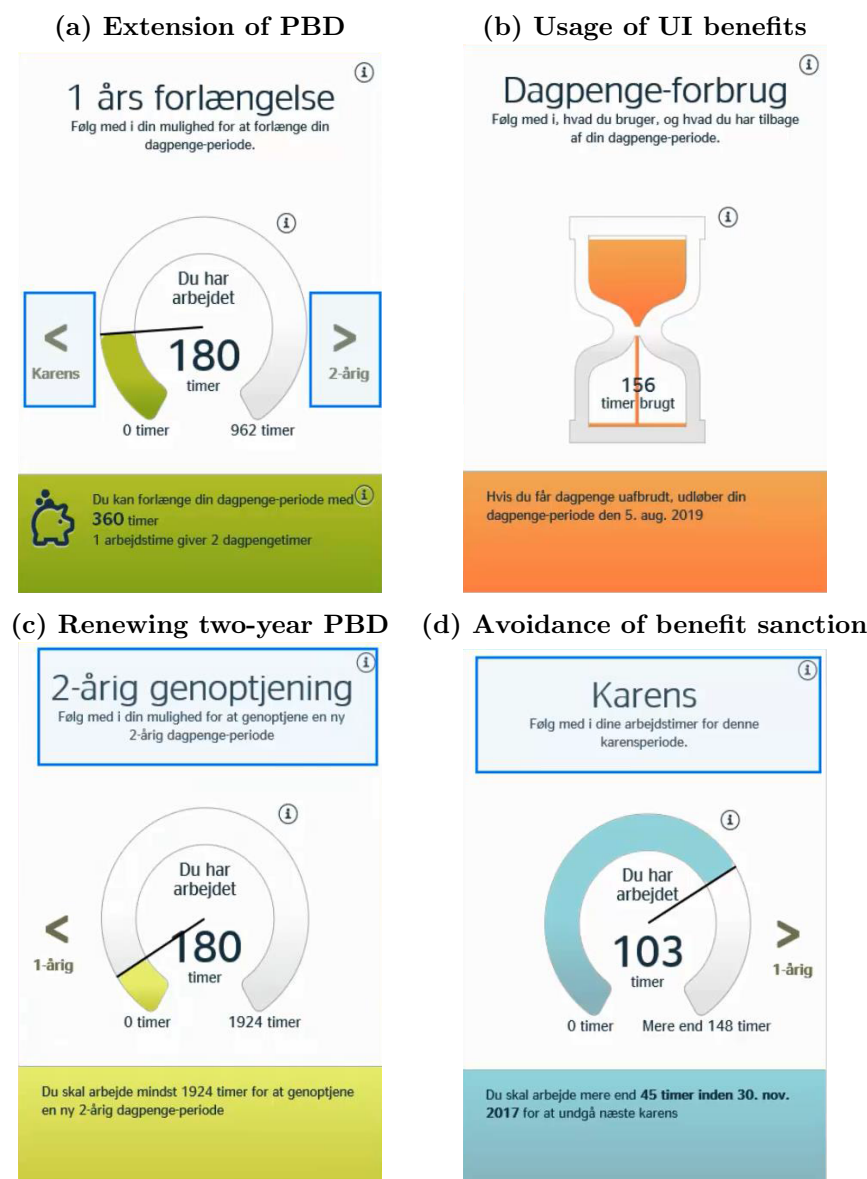 (a) Extension of PBD
1 års forlængelse
Følg med i din mulighed for at forlænge din
dagpenge-periode.
Du har
arbejdet
180
timer
<
Karens
>
2-årig
0 timer
962 timer
Du kan forlænge din dagpenge-periode med
360 timer
1 arbejdstime giver 2 dagpengetimer
(b) Usage of UI benefits
Dagpenge-forbrug
Følg med i, hvad du bruger, og hvad du har tilbage
af din dagpenge-periode.
156
timer brugt
Hvis du får dagpenge uafbrudt, udløber din
dagpenge-periode den 5. aug. 2019
(c) Renewing two-year PBD
2-årig genoptjening
Følg med i din mulighed for at genoptjene en ny
2-årig dagpenge-periode
Du har
arbejdet
180
timer
<
1-årig
0 timer
1924 timer
Du skal arbejde mindst 1924 timer for at genoptjene
en ny 2-årig dagpenge-periode
(d) Avoidance of benefit sanction
Karens
Følg med i dine arbejdstimer for denne
karensperiode.
Du har
arbejdet
103
timer
>
1-årig
0 timer
Mere end 148 timer
Du skal arbejde mere end 45 timer inden 30. nov.
2017 for at undgå næste karens